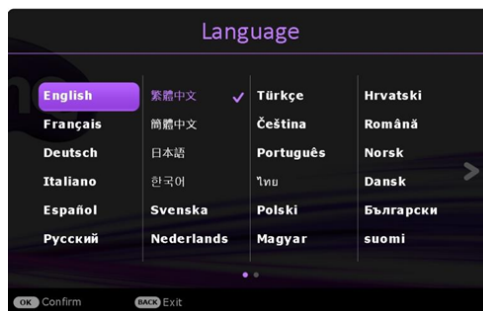 Language
English
Français
Deutsch
Italiano
Español
Русский
繁體中文
簡體中文
日本語
한국어
Svenska
Nederlands
Türkçe
Čeština
Português
ไทย
Polski
Magyar
Hrvatski
Română
Norsk
Dansk
Български
suomi
OK Confirm
BACK Exit